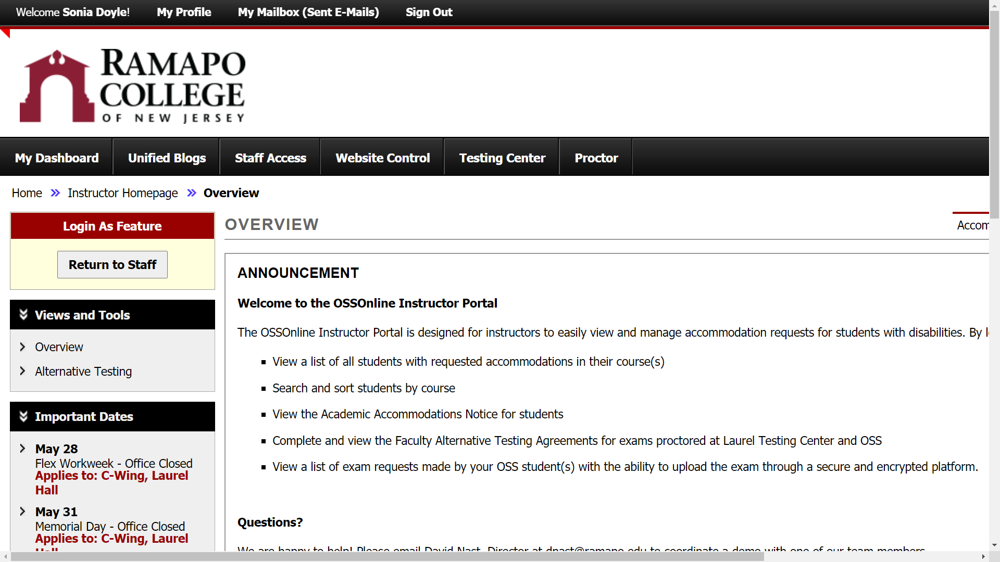 Welcome Sonia Doyle! My Profile My Mailbox (Sent E-Mails) Sign Out
RAMAPO
COLLEGE
OF NEW JERSEY
My Dashboard Unified Blogs Staff Access Website Control Testing Center Proctor
Home Instructor Homepage Overview
Login As Feature
Return to Staff
Views and Tools
Overview
Alternative Testing
Important Dates
May 28
Flex Workweek - Office Closed
Applies to: C-Wing, Laurel
Hall
May 31
Memorial Day - Office Closed
Applies to: C-Wing, Laurel
OVERVIEW
ANNOUNCEMENT
Welcome to the OSSOnline Instructor Portal
The OSSOnline Instructor Portal is designed for instructors to easily view and manage accommodation requests for students with disabilities. By
View a list of all students with requested accommodations in their course(s)
Search and sort students by course
View the Academic Accommodations Notice for students
Complete and view the Faculty Alternative Testing Agreements for exams proctored at Laurel Testing Center and OSS
View a list of exam requests made by your OSS student(s) with the ability to upload the exam through a secure and encrypted platform.
Questions?
We are happy to help! Please email David Nast, Director at dnast@ramapo.edu to coordinate a demo with one of our team members